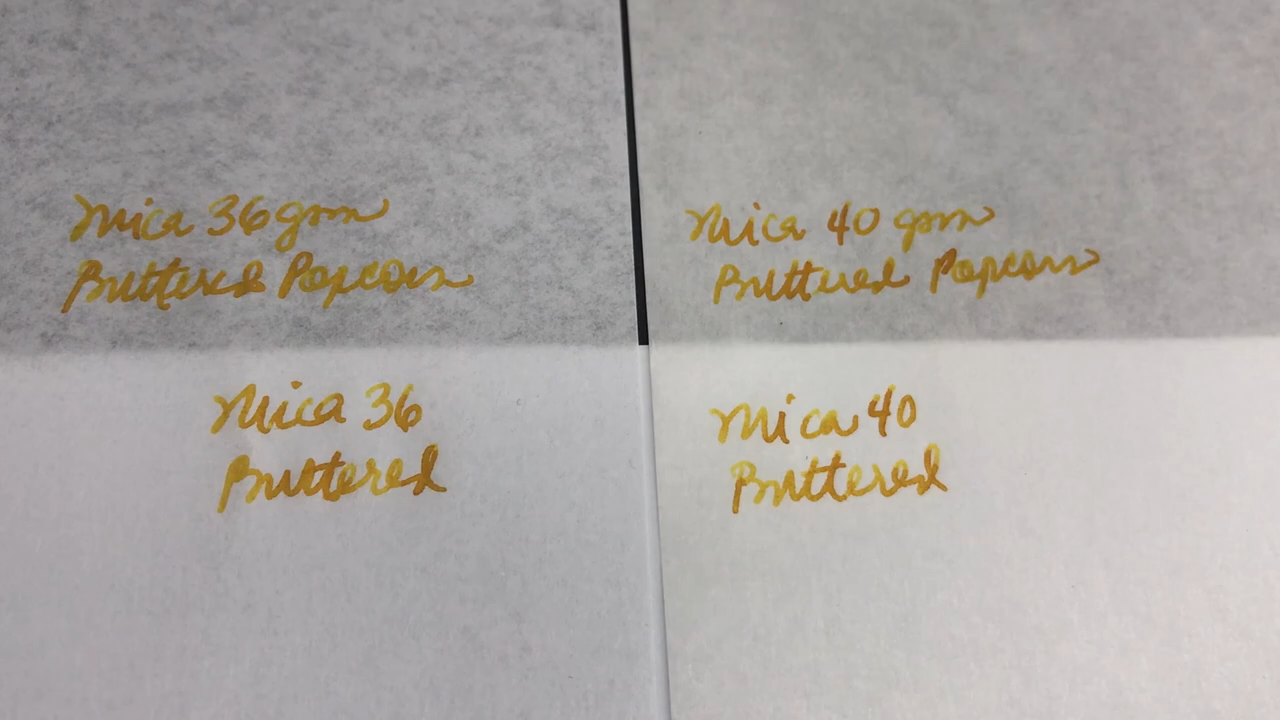 Mica 36 gsm
Buttered Popcorn
Mica 36
Buttered
Mica 40 gsm
Buttered Popcorn
Mica 40
Buttered